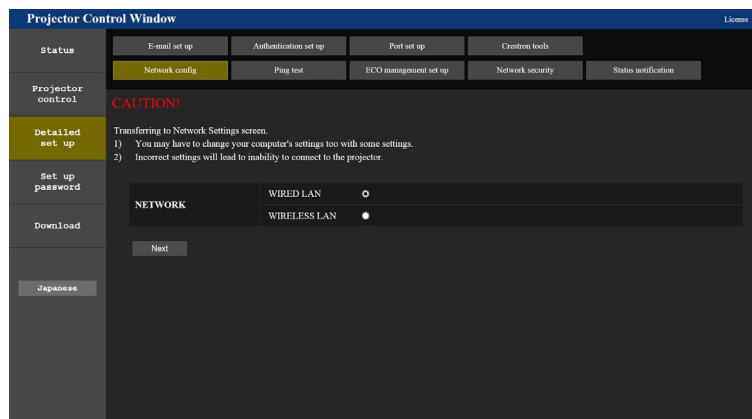 Projector Control Window
License
Status
E-mail set up
Authentication set up
Port set up
Crestron tools
Network config
Ping test
ECO management set up
Network security
Status notification
Projector
control
CAUTION!
Detailed
set up
Transferring to Network Settings screen.
1) You may have to change your computer's settings too with some settings.
2) Incorrect settings will lead to inability to connect to the projector.
Set up
password
NETWORK
WIRED LAN
WIRELESS LAN
Download
Next
Japanese